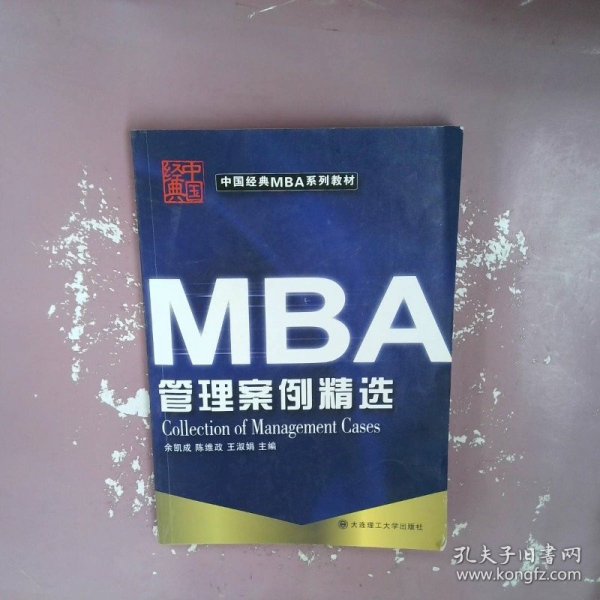 中国
经典
中国经典MBA系列教材
MBA
管理案例精选
Collection of Management Cases
余凯成 陈维政 王淑娟 主编
大连理工大学出版社
孔夫子旧书网
www.kongfz.com